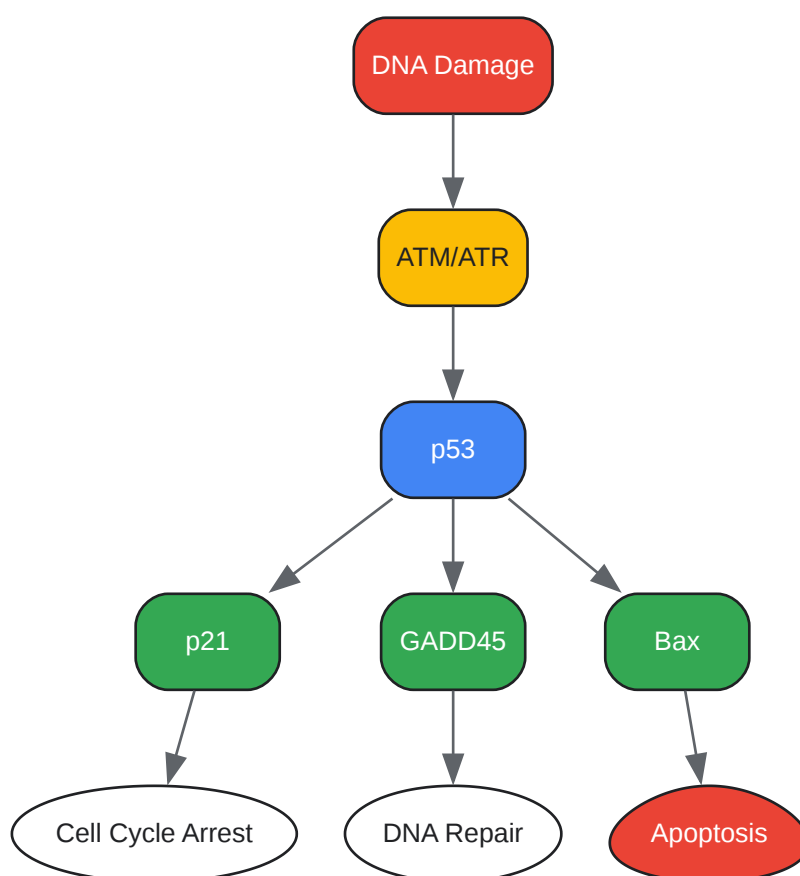 DNA Damage
ATM/ATR
p53
p21
GADD45
Bax
Cell Cycle Arrest
DNA Repair
Apoptosis